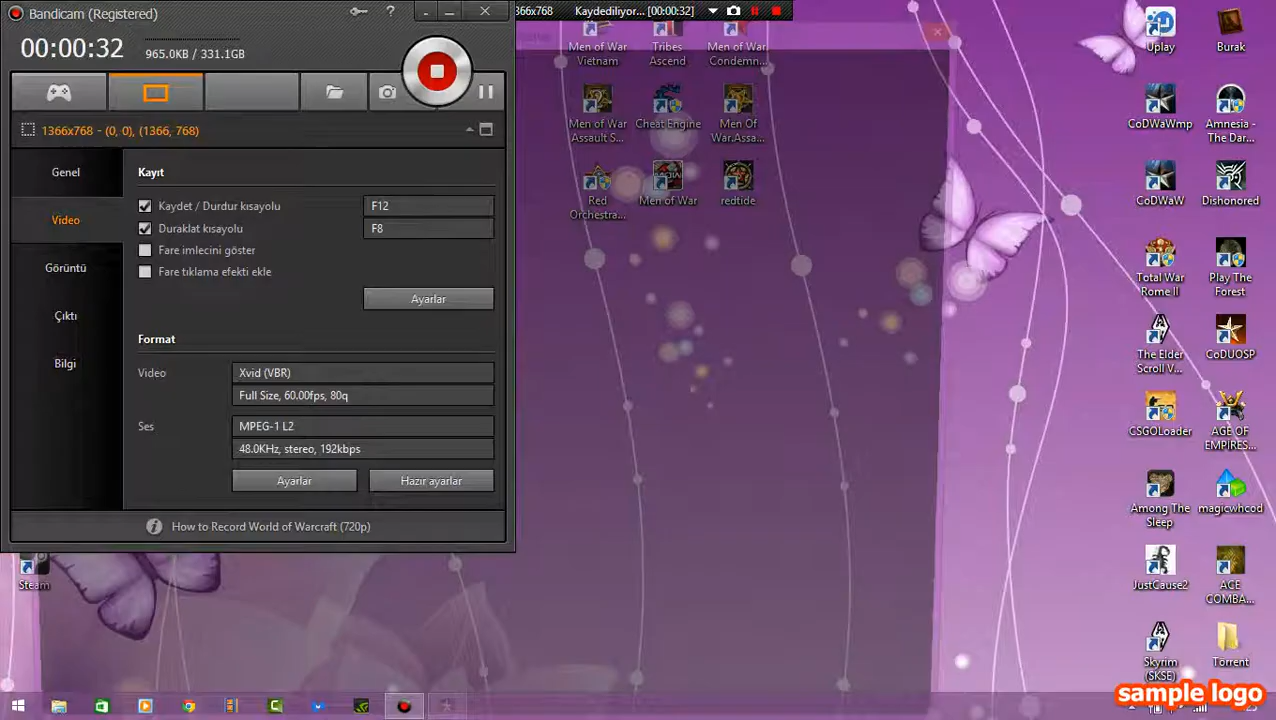 Bandicam (Registered)
?
1366x768
Kaydediliyor... [00:00:32]
00:00:32
965.0KB / 331.1GB
1366x768 - (0, 0), (1366, 768)
Genel
Video
Görüntü
Çıktı
Bilgi
Kayıt
Kaydet / Durdur kısayolu
F12
Duraklat kısayolu
F8
Fare imlecini göster
Fare tıklama efekti ekle
Ayarlar
Format
Video
Xvid (VBR)
Full Size, 60.00fps, 80q
Ses
MPEG-1 L2
48.0KHz, stereo, 192kbps
Ayarlar
Hazır ayarlar
How to Record World of Warcraft (720p)
Men of War
Vietnam
Tribes
Ascend
Men of War
Condemn...
Men of War
Assault S...
Cheat Engine
Men Of
War.Assa...
Red
Orchestra...
Men of War
redtide
Uplay
Burak
CoDWaWmp
Amnesia -
The Dar...
CoDWaW
Dishonored
Total War
Rome II
Play The
Forest
The Elder
Scroll V...
CoDUOSP
CSGOLoader
AGE OF
EMPIRES...
Among The
Sleep
magicwhcod
JustCause2
ACE
COMBA...
Skyrim
(SKSE)
Torrent
Steam
sample logo